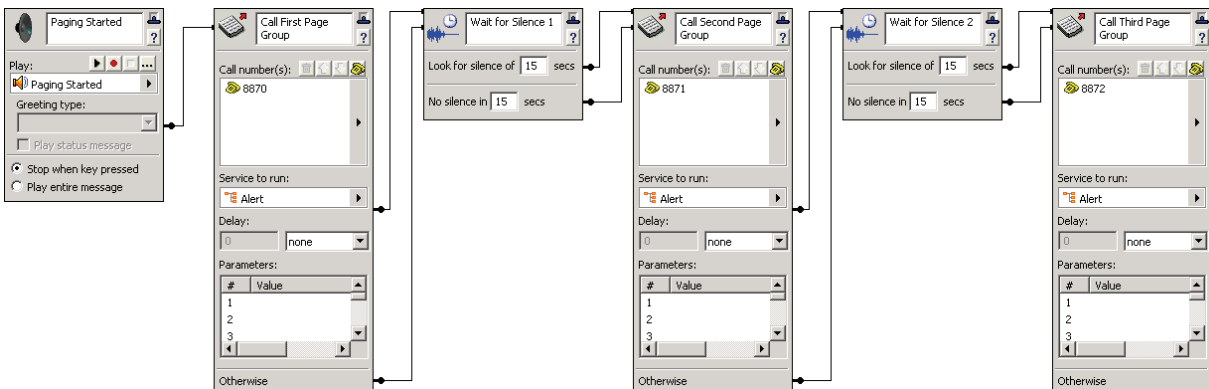 Paging Started
?
Play:
...
Paging Started
Greeting type:
Play status message
Stop when key pressed
Play entire message
Call First Page
Group
?
Call number(s):
8870
Service to run:
Alert
Delay:
0 none
Parameters:
# Value
1
2
3
Otherwise
Wait for Silence 1
?
Look for silence of 15 secs
No silence in 15 secs
Call Second Page
Group
?
Call number(s):
8871
Service to run:
Alert
Delay:
0 none
Parameters:
# Value
1
2
3
Otherwise
Wait for Silence 2
?
Look for silence of 15 secs
No silence in 15 secs
Call Third Page
Group
?
Call number(s):
8872
Service to run:
Alert
Delay:
0 none
Parameters:
# Value
1
2
3
Otherwise